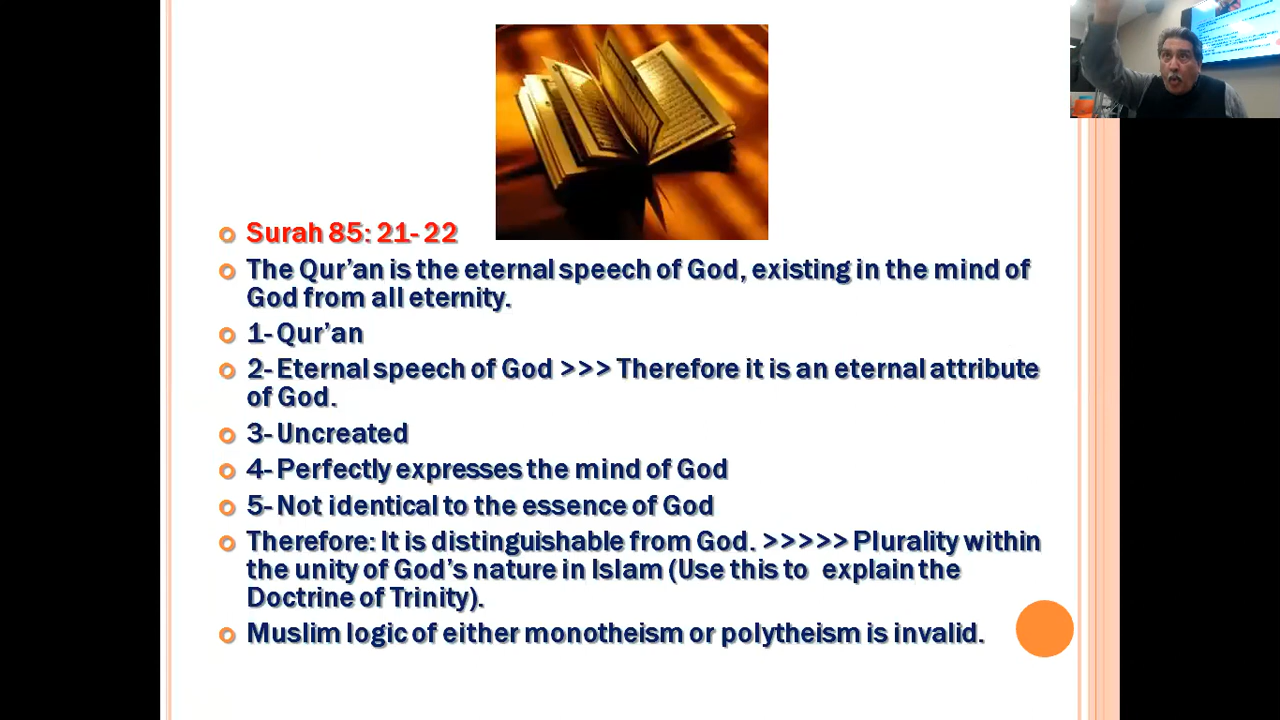 Surah 85: 21- 22
The Qur'an is the eternal speech of God, existing in the mind of
God from all eternity.
1- Qur'an
2- Eternal speech of God >>> Therefore it is an eternal attribute
of God.
3- Uncreated
4- Perfectly expresses the mind of God
5- Not identical to the essence of God
Therefore: It is distinguishable from God. >>>>> Plurality within
the unity of God's nature in Islam (Use this to explain the
Doctrine of Trinity).
Muslim logic of either monotheism or polytheism is invalid.